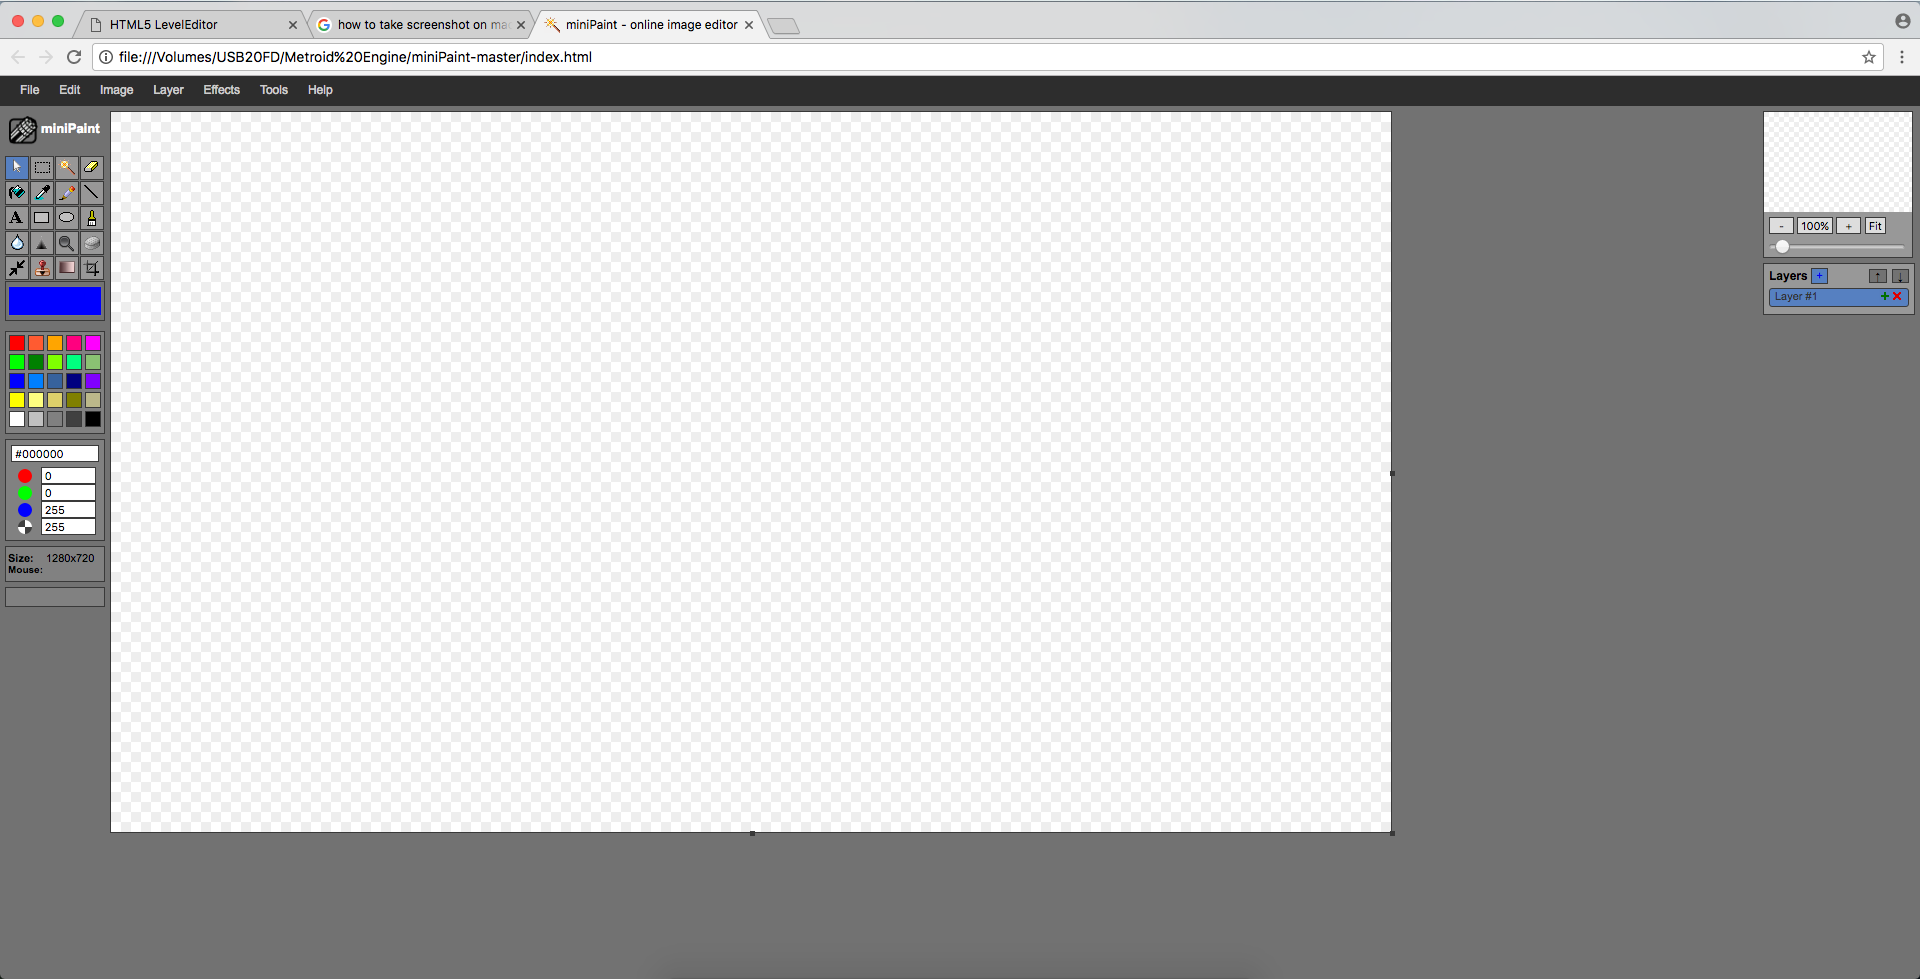 HTML5 LevelEditor
how to take screenshot on mac
miniPaint - online image editor
file:///Volumes/USB20FD/Metroid%20Engine/miniPaint-master/index.html
File Edit Image Layer Effects Tools Help
miniPaint
A
- 100% + Fit
Layers + ↑ ↓
Layer #1
#000000
0
0
255
255
Size: 1280x720
Mouse: